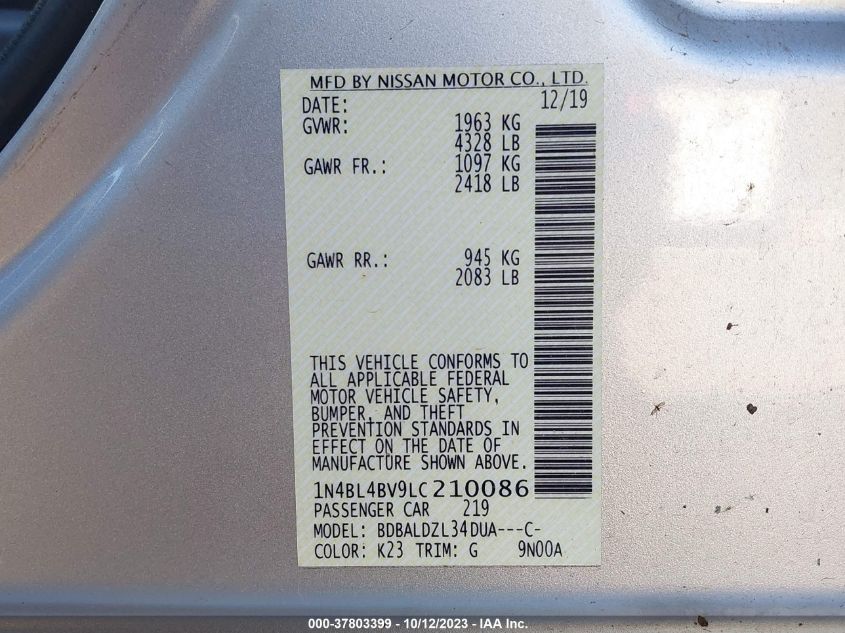 MFD BY NISSAN MOTOR CO., LTD.
DATE: 12/19
GVWR: 1963 KG
4328 LB
GAWR FR.: 1097 KG
2418 LB
GAWR RR.: 945 KG
2083 LB
THIS VEHICLE CONFORMS TO
ALL APPLICABLE FEDERAL
MOTOR VEHICLE SAFETY,
BUMPER, AND THEFT
PREVENTION STANDARDS IN
EFFECT ON THE DATE OF
MANUFACTURE SHOWN ABOVE.
1N4BL4BV9LC210086
PASSENGER CAR 219
MODEL: BDBALDZL34DUA---C-
COLOR: K23 TRIM: G 9N00A
000-37803399 - 10/12/2023 - IAA Inc.